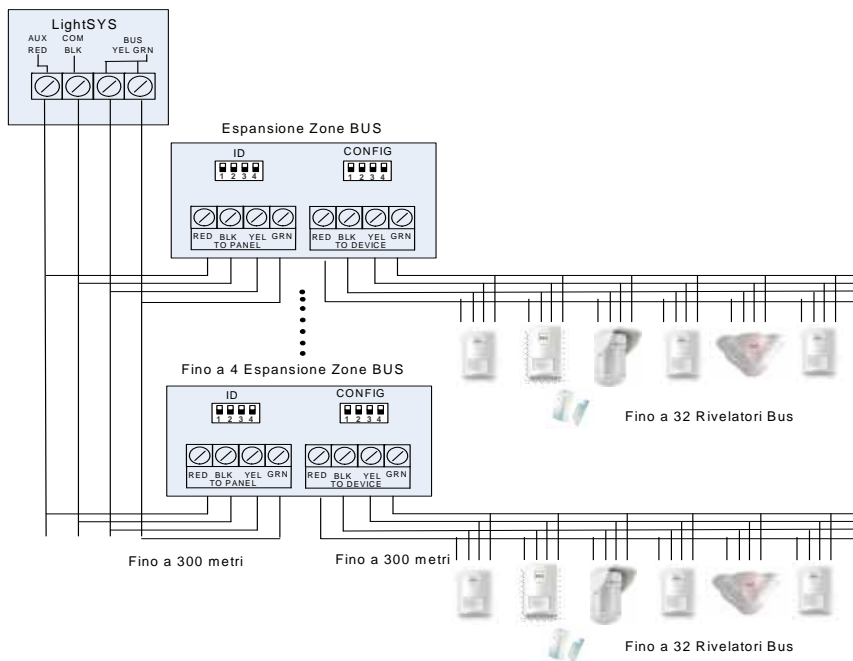 LightSYS
AUX COM BUS
RED BLK YEL GRN
Espansione Zone BUS
ID CONFIG
1 2 3 4 1 2 3 4
RED BLK YEL GRN RED BLK YEL GRN
TO PANEL TO DEVICE
Fino a 4 Espansione Zone BUS
Fino a 32 Rivelatori Bus
ID CONFIG
1 2 3 4 1 2 3 4
RED BLK YEL GRN RED BLK YEL GRN
TO PANEL TO DEVICE
Fino a 300 metri Fino a 300 metri
Fino a 32 Rivelatori Bus